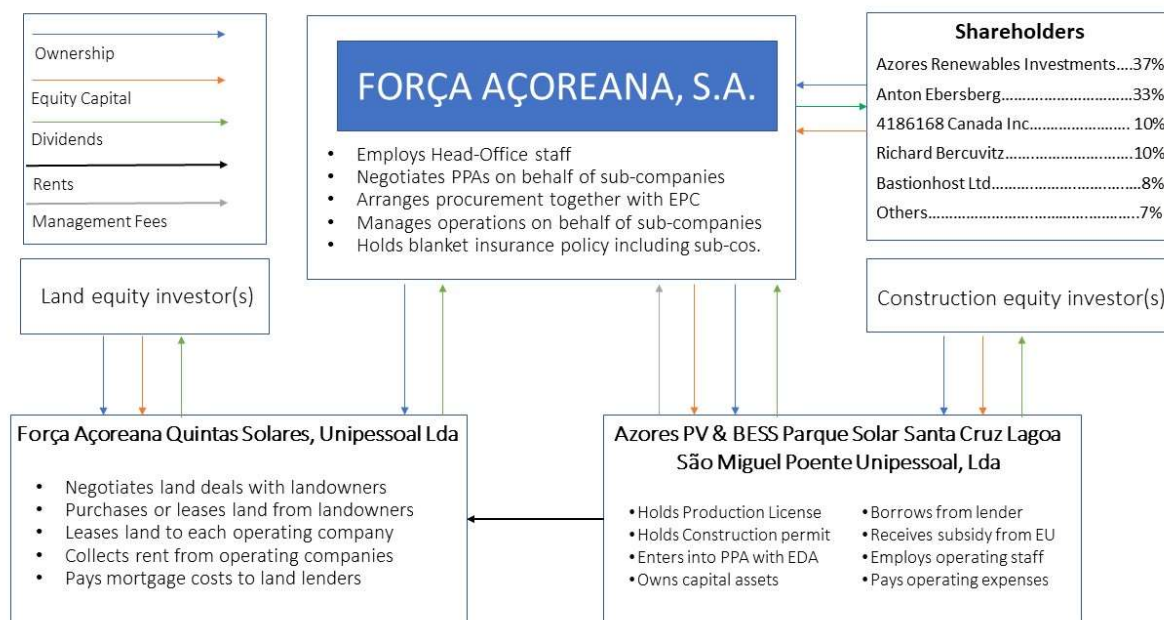 Ownership
Equity Capital
Dividends
Rents
Management Fees
FORÇA AÇOREANA, S.A.
• Employs Head-Office staff
• Negotiates PPAs on behalf of sub-companies
• Arranges procurement together with EPC
• Manages operations on behalf of sub-companies
• Holds blanket insurance policy including sub-cos.
Shareholders
Azores Renewables Investments....37%
Anton Ebersberg............................33%
4186168 Canada Inc...................... 10%
Richard Bercuvitz..........................10%
Bastionhost Ltd..............................8%
Others............................................7%
Land equity investor(s)
Construction equity investor(s)
Força Açoreana Quintas Solares, Unipessoal Lda
• Negotiates land deals with landowners
• Purchases or leases land from landowners
• Leases land to each operating company
• Collects rent from operating companies
• Pays mortgage costs to land lenders
Azores PV & BESS Parque Solar Santa Cruz Lagoa
São Miguel Poente Unipessoal, Lda
• Holds Production License
• Holds Construction permit
• Enters into PPA with EDA
• Owns capital assets
• Borrows from lender
• Receives subsidy from EU
• Employs operating staff
• Pays operating expenses